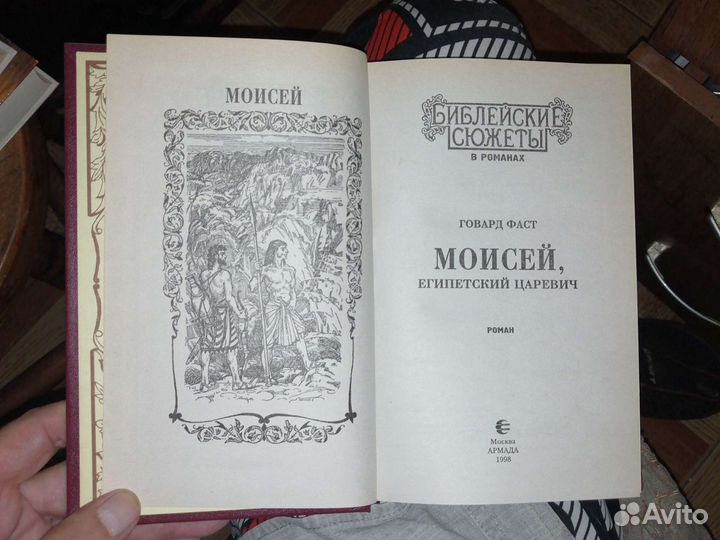 МОИСЕЙ
БИБЛЕЙСКИЕ
СЮЖЕТЫ
В РОМАНАХ
ГОВАРД ФАСТ
МОИСЕЙ,
ЕГИПЕТСКИЙ ЦАРЕВИЧ
РОМАН
Москва
АРМАДА
1998
Avito